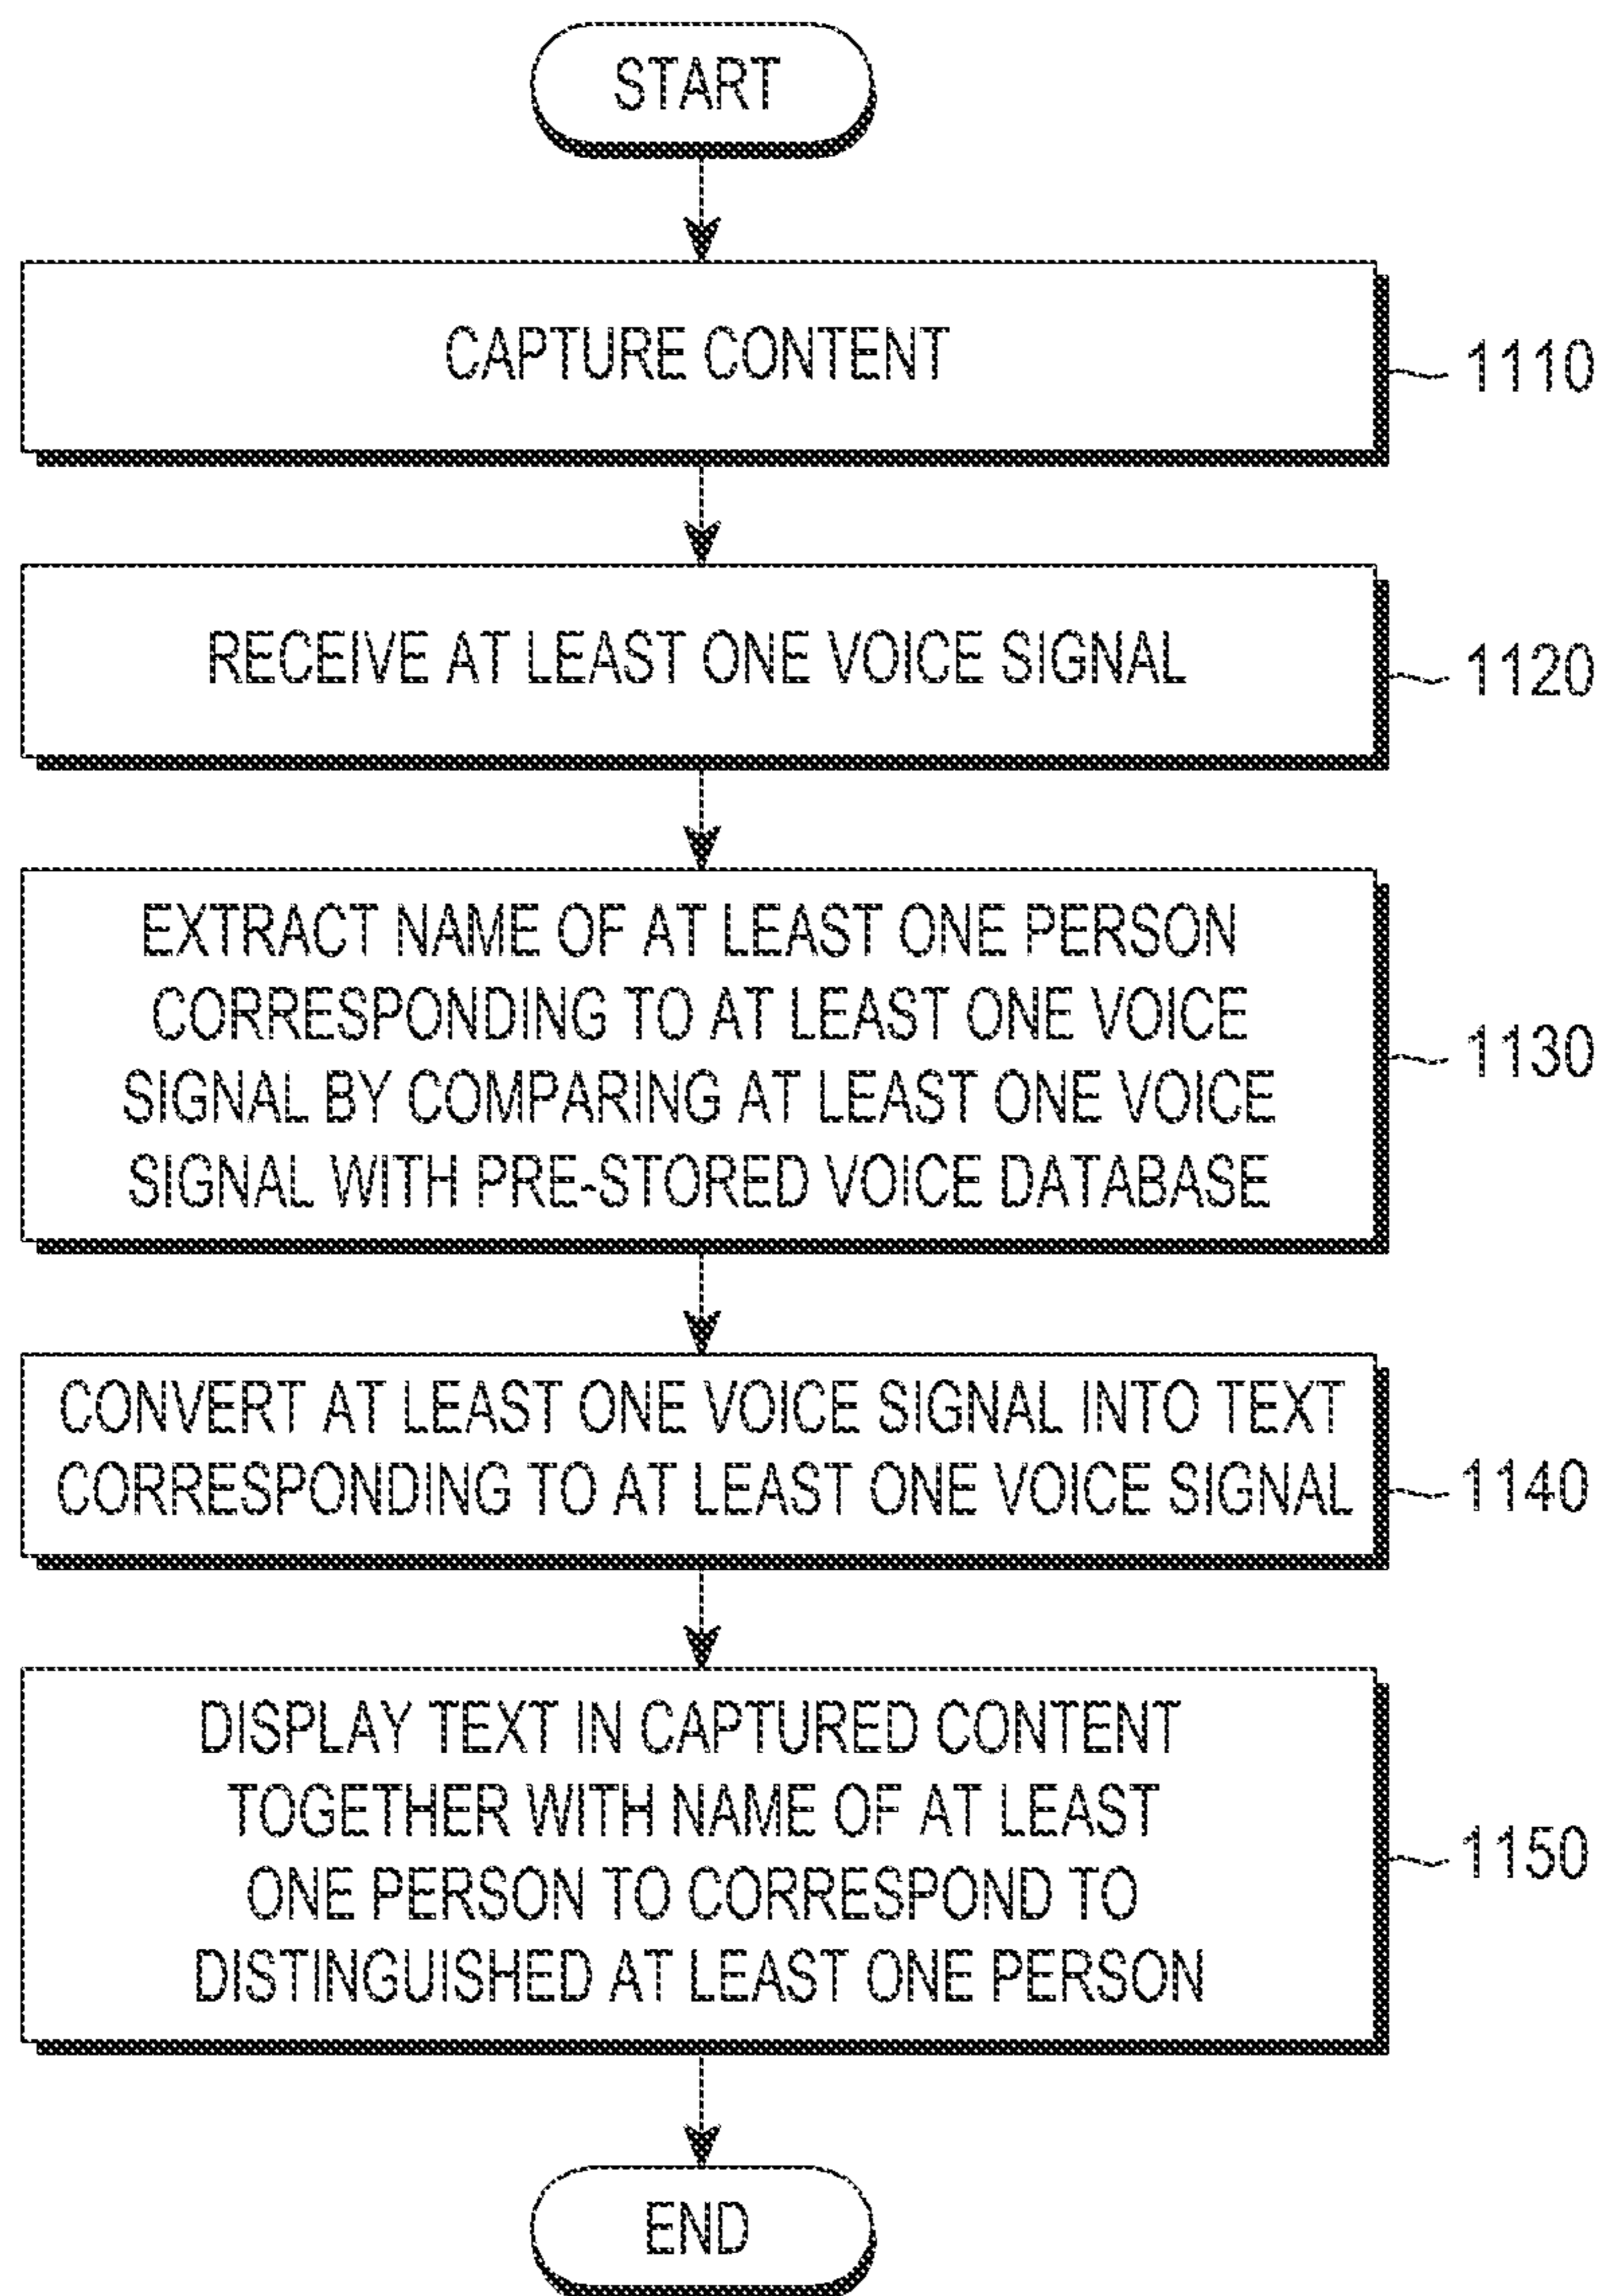 START
CAPTURE CONTENT
1110
RECEIVE AT LEAST ONE VOICE SIGNAL
1120
EXTRACT NAME OF AT LEAST ONE PERSON
CORRESPONDING TO AT LEAST ONE VOICE
SIGNAL BY COMPARING AT LEAST ONE VOICE
SIGNAL WITH PRE-STORED VOICE DATABASE
1130
CONVERT AT LEAST ONE VOICE SIGNAL INTO TEXT
CORRESPONDING TO AT LEAST ONE VOICE SIGNAL
1140
DISPLAY TEXT IN CAPTURED CONTENT
TOGETHER WITH NAME OF AT LEAST
ONE PERSON TO CORRESPOND TO
DISTINGUISHED AT LEAST ONE PERSON
1150
END